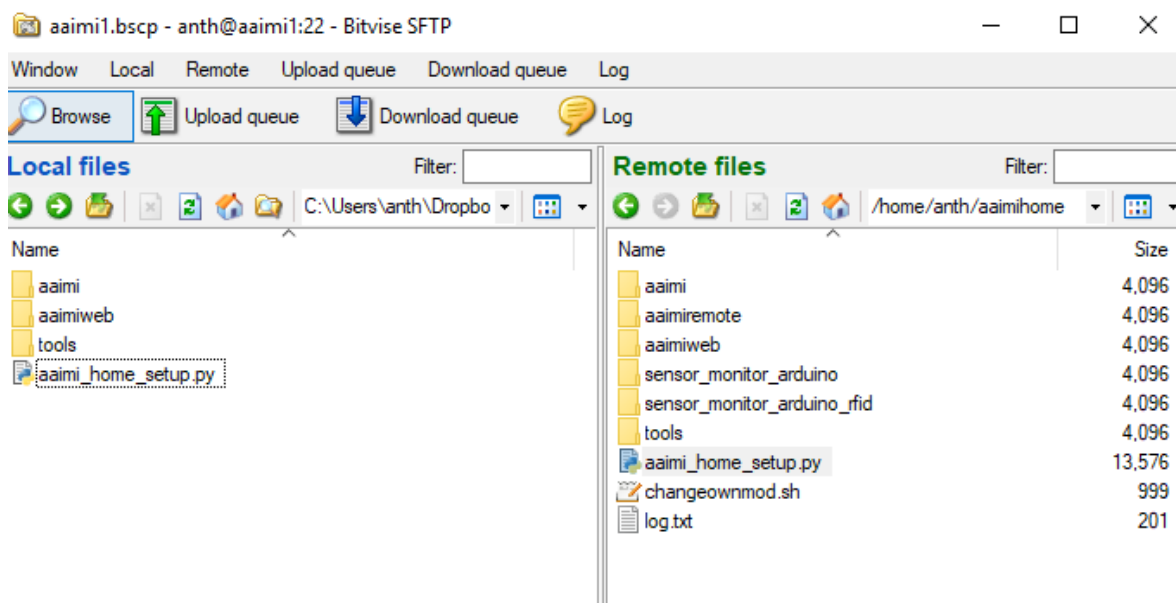 aaimi1.bscp - anth@aaimi1:22 - Bitvise SFTP
Window Local Remote Upload queue Download queue Log
Browse Upload queue Download queue Log
Local files Filter:
C:\Users\anth\Dropbo
Name
aaimi
aaimiweb
tools
aaimi_home_setup.py
Remote files Filter:
/home/anth/aaimihome
Name Size
aaimi 4,096
aaimiremote 4,096
aaimiweb 4,096
sensor_monitor_arduino 4,096
sensor_monitor_arduino_rfid 4,096
tools 4,096
aaimi_home_setup.py 13,576
changeownmod.sh 999
log.txt 201